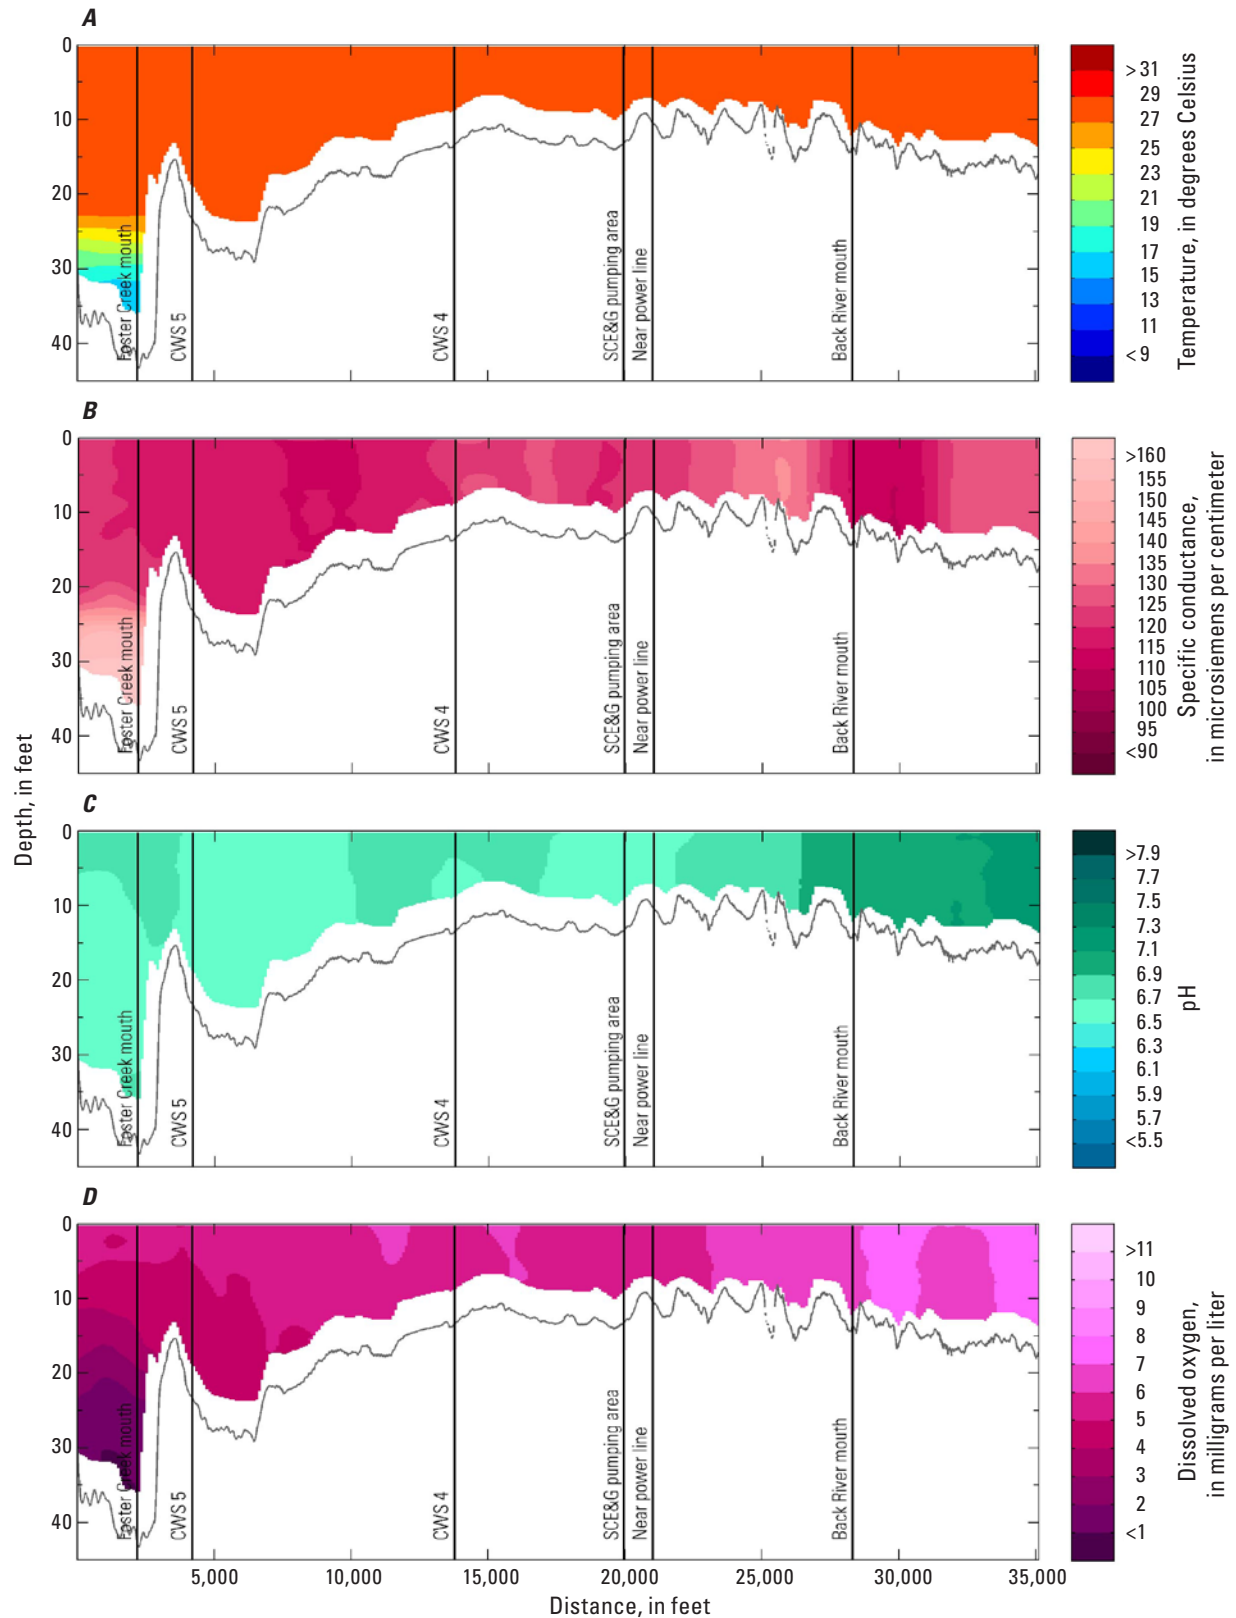 A
0
10
20
30
40
Foster Creek mouth
CWS 5
CWS 4
SCE&G pumping area
Near power line
Back River mouth
>31
29
27
25
23
21
19
17
15
13
11
<9
Temperature, in degrees Celsius
B
0
10
20
30
40
Foster Creek mouth
CWS 5
CWS 4
SCE&G pumping area
Near power line
Back River mouth
>160
155
150
145
140
135
130
125
120
115
110
105
100
95
<90
Specific conductance,
in microsiemens per centimeter
Depth, in feet
C
0
10
20
30
40
Foster Creek mouth
CWS 5
CWS 4
SCE&G pumping area
Near power line
Back River mouth
>7.9
7.7
7.5
7.3
7.1
6.9
6.7
6.5
6.3
6.1
5.9
5.7
<5.5
pH
D
0
10
20
30
40
Foster Creek mouth
CWS 5
CWS 4
SCE&G pumping area
Near power line
Back River mouth
>11
10
9
8
7
6
5
4
3
2
<1
Dissolved oxygen,
in milligrams per liter
5,000
10,000
15,000
20,000
25,000
30,000
35,000
Distance, in feet